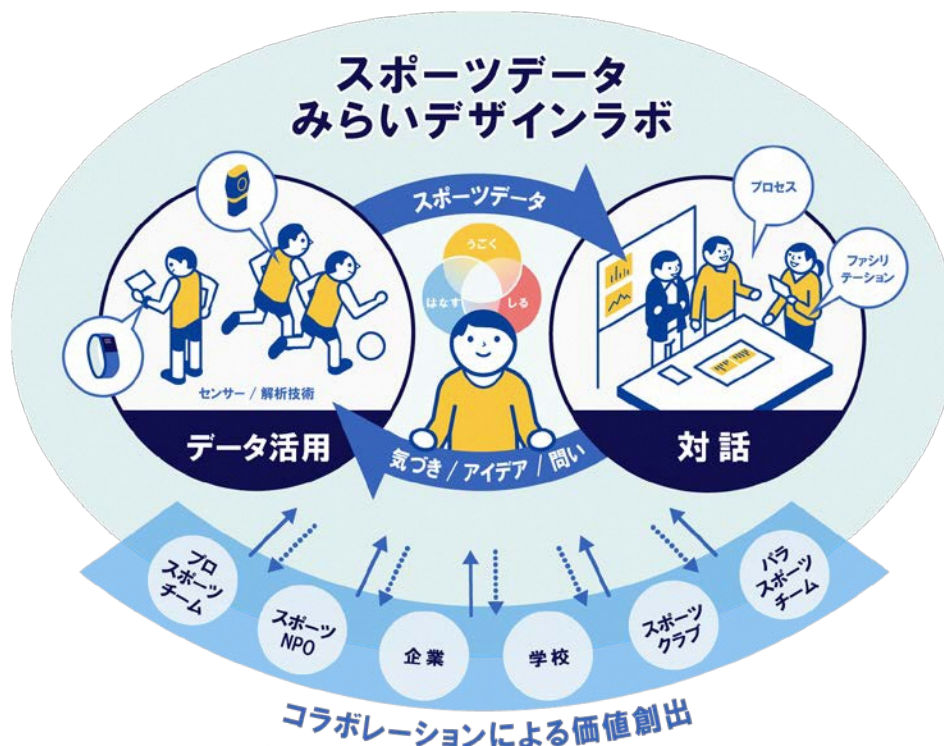 スポーツデータ
みらいデザインラボ
スポーツデータ
プロセス
ファシリ
テーション
うごく
はなす
しる
センサー / 解析技術
データ活用
気づき / アイデア / 問い
対話
プロ
スポーツ
チーム
スポーツ
NPO
企業
学校
スポーツ
クラブ
パラ
スポーツ
チーム
コラボレーションによる価値創出